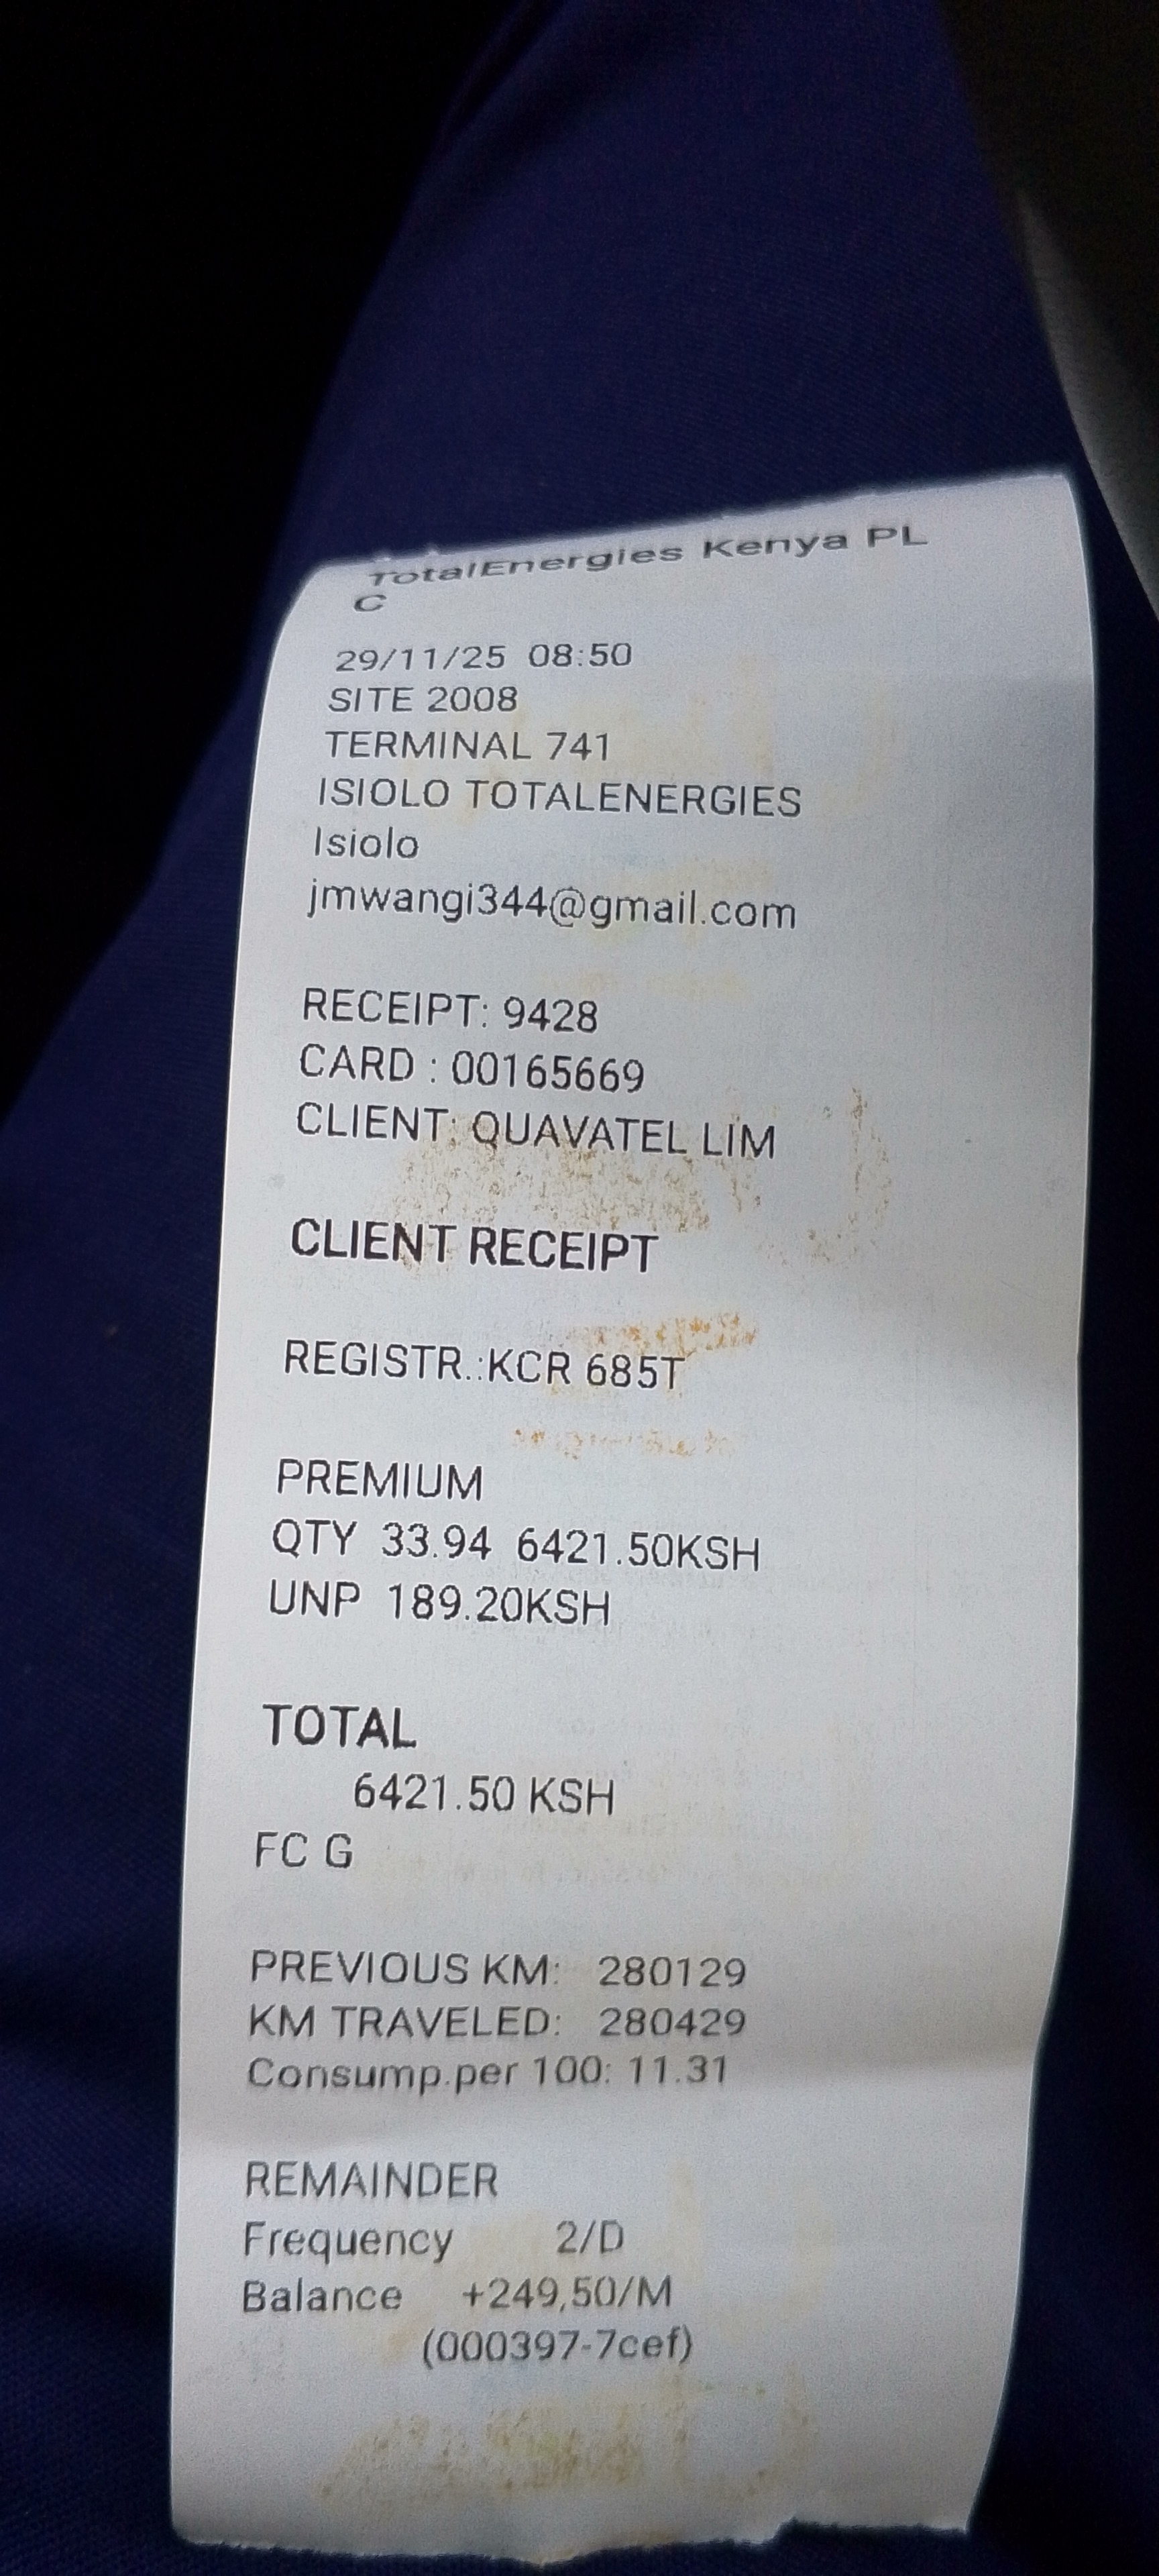 TotalEnergies Kenya PL
C
29/11/25 08:50
SITE 2008
TERMINAL 741
ISIOLO TOTALENERGIES
Isiolo
jmwangi344@gmail.com
RECEIPT: 9428
CARD : 00165669
CLIENT: QUAVATEL LIM
CLIENT RECEIPT
REGISTR.:KCR 685T
PREMIUM
QTY 33.94 6421.50KSH
UNP 189.20KSH
TOTAL
6421.50 KSH
FC G
PREVIOUS KM: 280129
KM TRAVELED: 280429
Consump.per 100: 11.31
REMAINDER
Frequency 2/D
Balance +249,50/M
(000397-7cef)